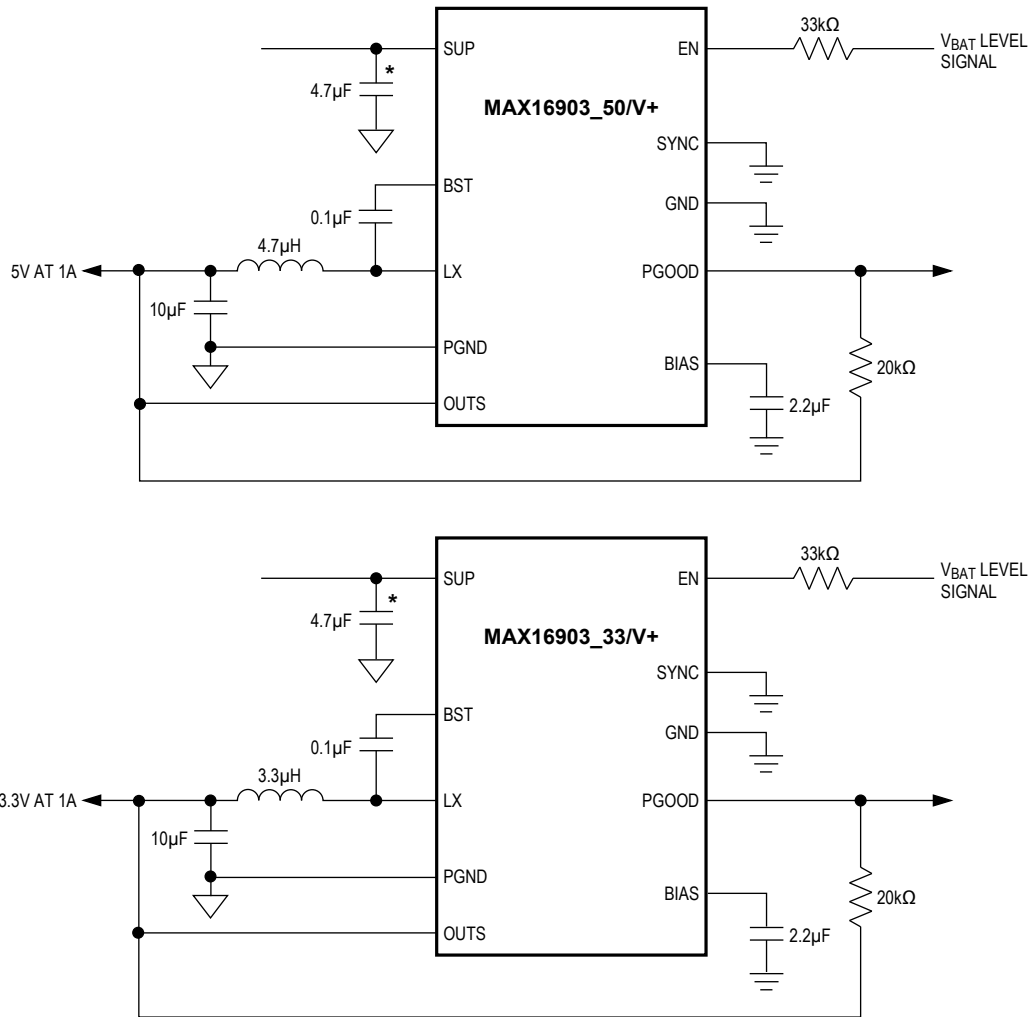 33kΩ
SUP
EN
VBAT LEVEL
SIGNAL
*
4.7µF
MAX16903_50/V+
SYNC
BST
GND
0.1µF
4.7µH
5V AT 1A
LX
PGOOD
10µF
PGND
BIAS
20kΩ
OUTS
2.2µF
33kΩ
SUP
EN
VBAT LEVEL
SIGNAL
*
4.7µF
MAX16903_33/V+
SYNC
BST
GND
0.1µF
3.3µH
3.3V AT 1A
LX
PGOOD
10µF
PGND
BIAS
20kΩ
OUTS
2.2µF